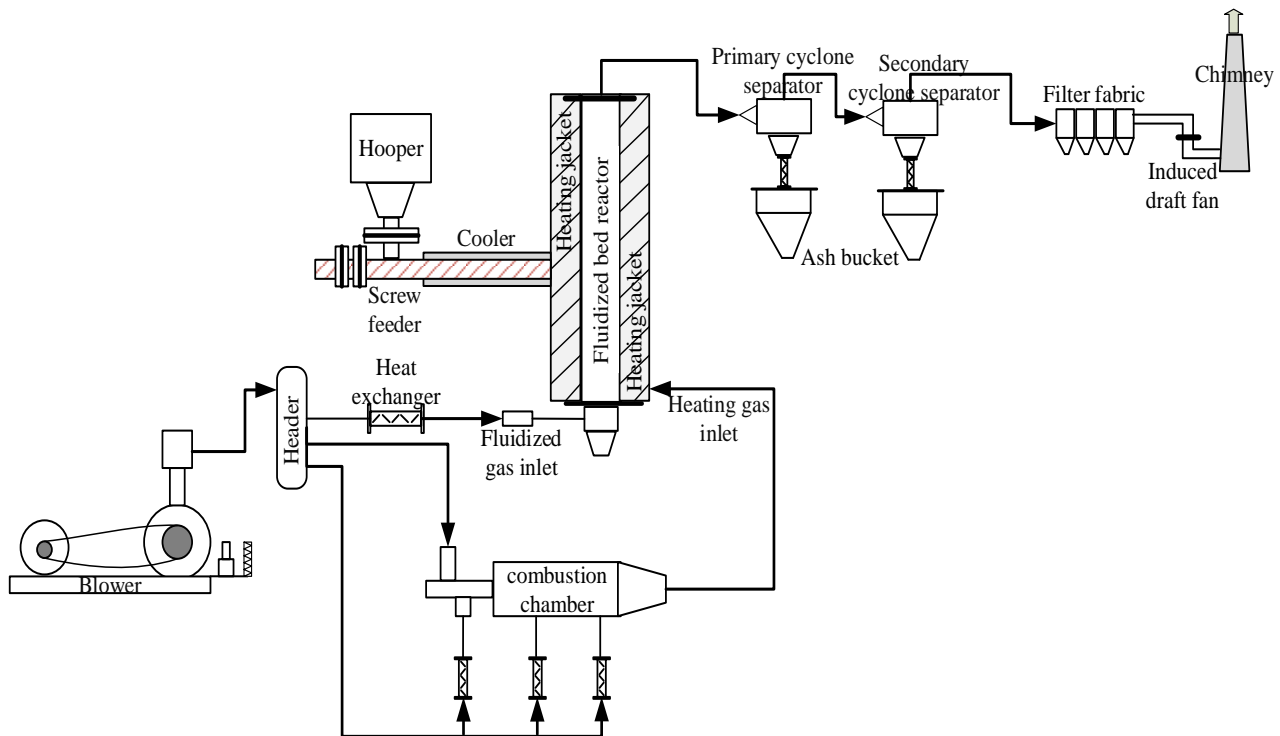 Primary cyclone
separator
Secondary
cyclone separator
Chimney
Filter fabric
Induced
draft fan
Ash bucket
Hooper
Heating jacket
Fluidized bed reactor
Heating jacket
Cooler
Screw
feeder
Heat
exchanger
Header
Fluidized
gas inlet
Heating gas
inlet
Blower
combustion
chamber